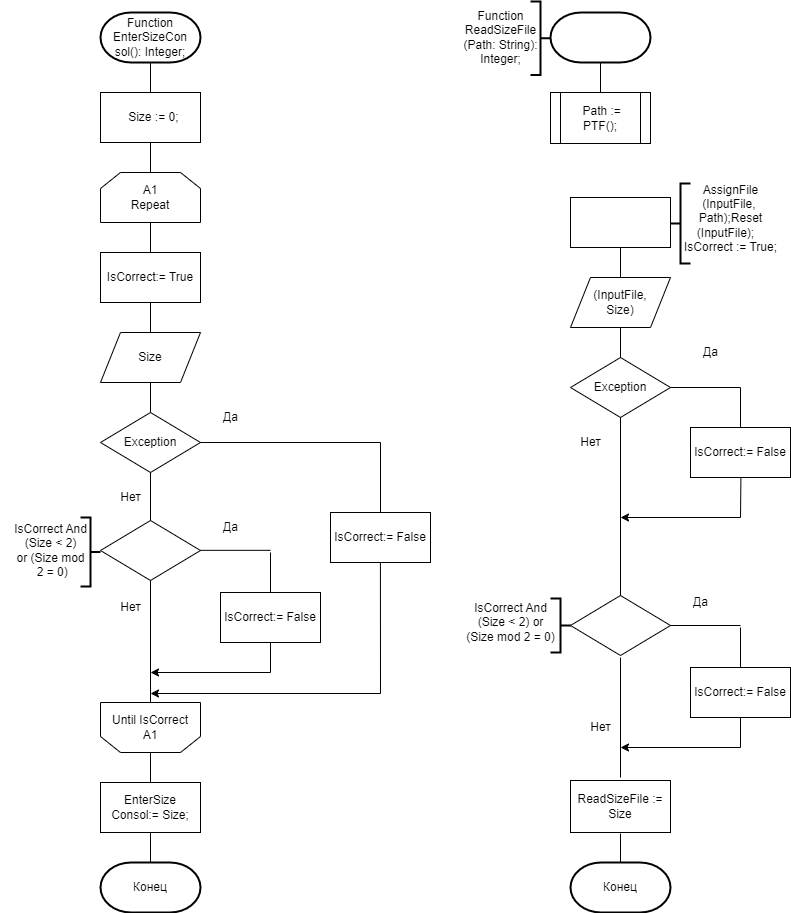 Function
EnterSizeCon
sol(): Integer;
Size := 0;
A1
Repeat
IsCorrect:= True
Size
Exception
Да
Нет
IsCorrect:= False
IsCorrect And
(Size < 2)
or (Size mod
2 = 0)
Да
Нет
IsCorrect:= False
Until IsCorrect
A1
EnterSize
Consol:= Size;
Конец
Function
ReadSizeFile
(Path: String):
Integer;
Path :=
PTF();
AssignFile
(InputFile,
Path);Reset
(InputFile);
IsCorrect := True;
(InputFile,
Size)
Exception
Да
Нет
IsCorrect:= False
IsCorrect And
(Size < 2) or
(Size mod 2 = 0)
Да
IsCorrect:= False
Нет
ReadSizeFile :=
Size
Конец